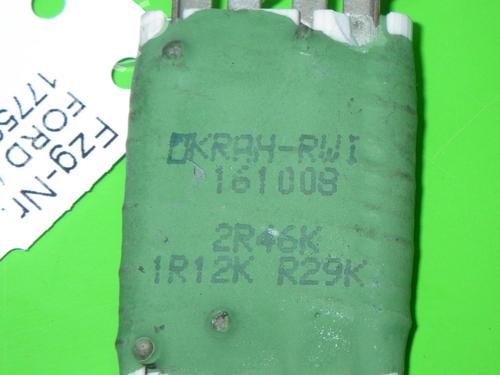 Fzg-Nr.
FORD
1775
KRAH-RWI
161008
2R46K
1R12K R29K